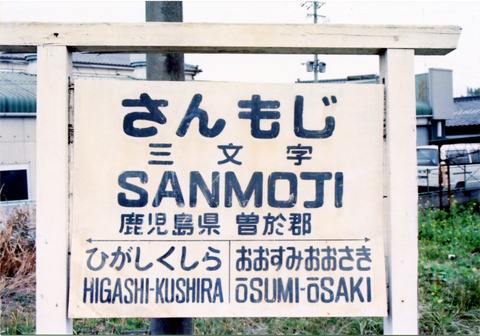 さんもじ
三文字
SANMOJI
鹿児島県 曽於郡
ひがしくしら おおすみおおさき
HIGASHI-KUSHIRA ŌSUMI-ŌSAKI